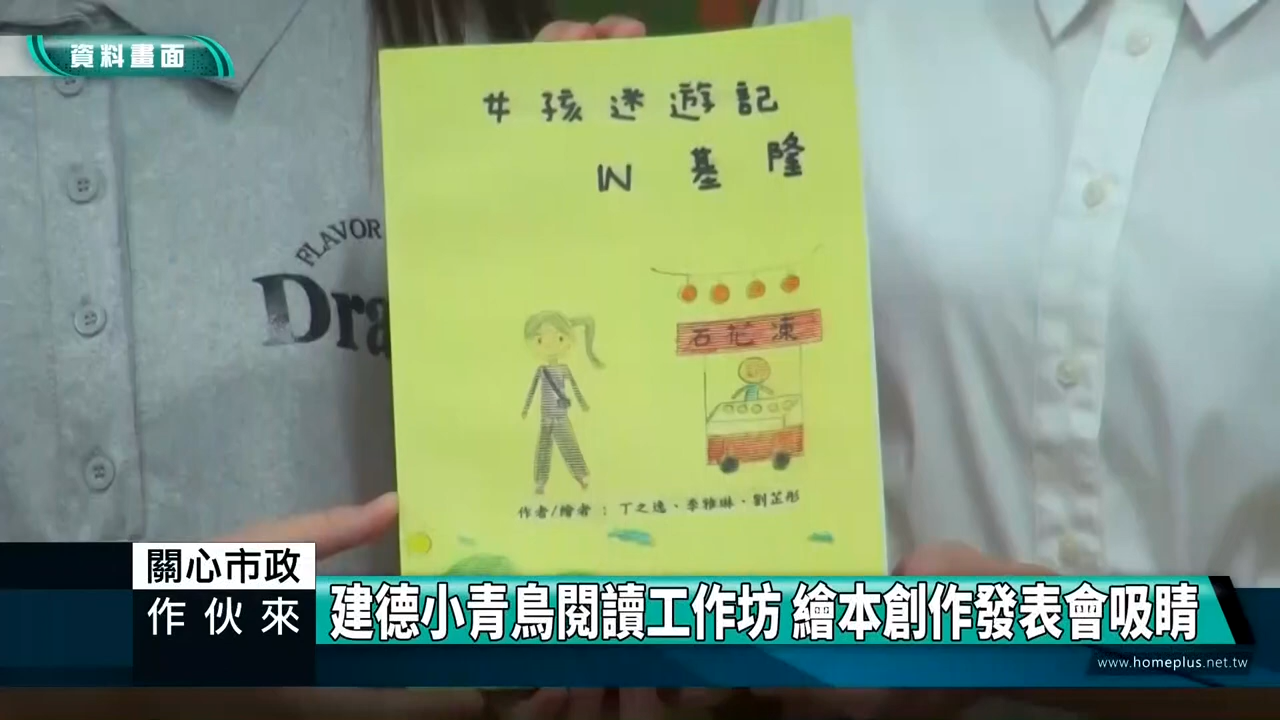 資料畫面
女孩迷遊記
IN 基隆
FLAVOR
Dra
石花凍
作者/繪者：丁之逸、李雅琳、劉芷彤
關心市政
作伙來
建德小青鳥閱讀工作坊 繪本創作發表會吸睛
www.homeplus.net.tw